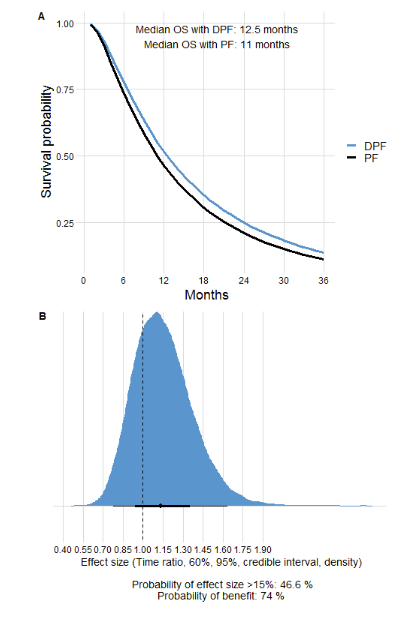 A
Median OS with DPF: 12.5 months
Median OS with PF: 11 months
Survival probability
1.00
0.75
0.50
0.25
DPF
PF
0 6 12 18 24 30 36
Months
B
0.40 0.55 0.70 0.85 1.00 1.15 1.30 1.45 1.60 1.75 1.90
Effect size (Time ratio, 60%, 95%, credible interval, density)
Probability of effect size >15%: 46.6 %
Probability of benefit: 74 %